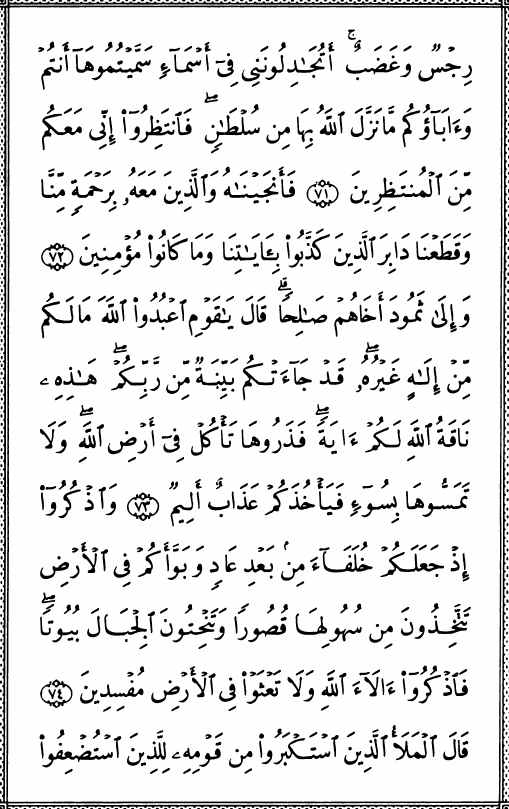 رِجْسٌ وَغَضَبٌ ۖ أَتُجَـٰدِلُونَنِى فِىٓ أَسْمَآءٍ سَمَّيْتُمُوهَآ أَنتُمْ
وَءَابَآؤُكُم مَّا نَزَّلَ ٱللَّهُ بِهَا مِن سُلْطَـٰنٍ ۚ فَٱنتَظِرُوٓا۟ إِنِّى مَعَكُم
مِّنَ ٱلْمُنتَظِرِينَ ﴿٧١﴾ فَأَنجَيْنَـٰهُ وَٱلَّذِينَ مَعَهُۥ بِرَحْمَةٍ مِّنَّا
وَقَطَعْنَا دَابِرَ ٱلَّذِينَ كَذَّبُوا۟ بِـَٔايَـٰتِنَا وَمَا كَانُوا۟ مُؤْمِنِينَ ﴿٧٢﴾
وَإِلَىٰ ثَمُودَ أَخَاهُمْ صَـٰلِحًا ۗ قَالَ يَـٰقَوْمِ ٱعْبُدُوا۟ ٱللَّهَ مَا لَكُم
مِّنْ إِلَـٰهٍ غَيْرُهُۥ ۖ قَدْ جَآءَتْكُم بَيِّنَةٌ مِّن رَّبِّكُمْ ۖ هَـٰذِهِۦ
نَاقَةُ ٱللَّهِ لَكُمْ ءَايَةً ۖ فَذَرُوهَا تَأْكُلْ فِىٓ أَرْضِ ٱللَّهِ ۖ وَلَا
تَمَسُّوهَا بِسُوٓءٍ فَيَأْخُذَكُمْ عَذَابٌ أَلِيمٌ ﴿٧٣﴾ وَٱذْكُرُوٓا۟
إِذْ جَعَلَكُمْ خُلَفَآءَ مِنۢ بَعْدِ عَادٍ وَبَوَّأَكُمْ فِى ٱلْأَرْضِ
تَتَّخِذُونَ مِن سُهُولِهَا قُصُورًا وَتَنْحِتُونَ ٱلْجِبَالَ بُيُوتًا ۖ
فَٱذْكُرُوٓا۟ ءَالَآءَ ٱللَّهِ وَلَا تَعْثَوْا۟ فِى ٱلْأَرْضِ مُفْسِدِينَ ﴿٧٤﴾
قَالَ ٱلْمَلَأُ ٱلَّذِينَ ٱسْتَكْبَرُوا۟ مِن قَوْمِهِۦ لِلَّذِينَ ٱسْتُضْعِفُوا۟